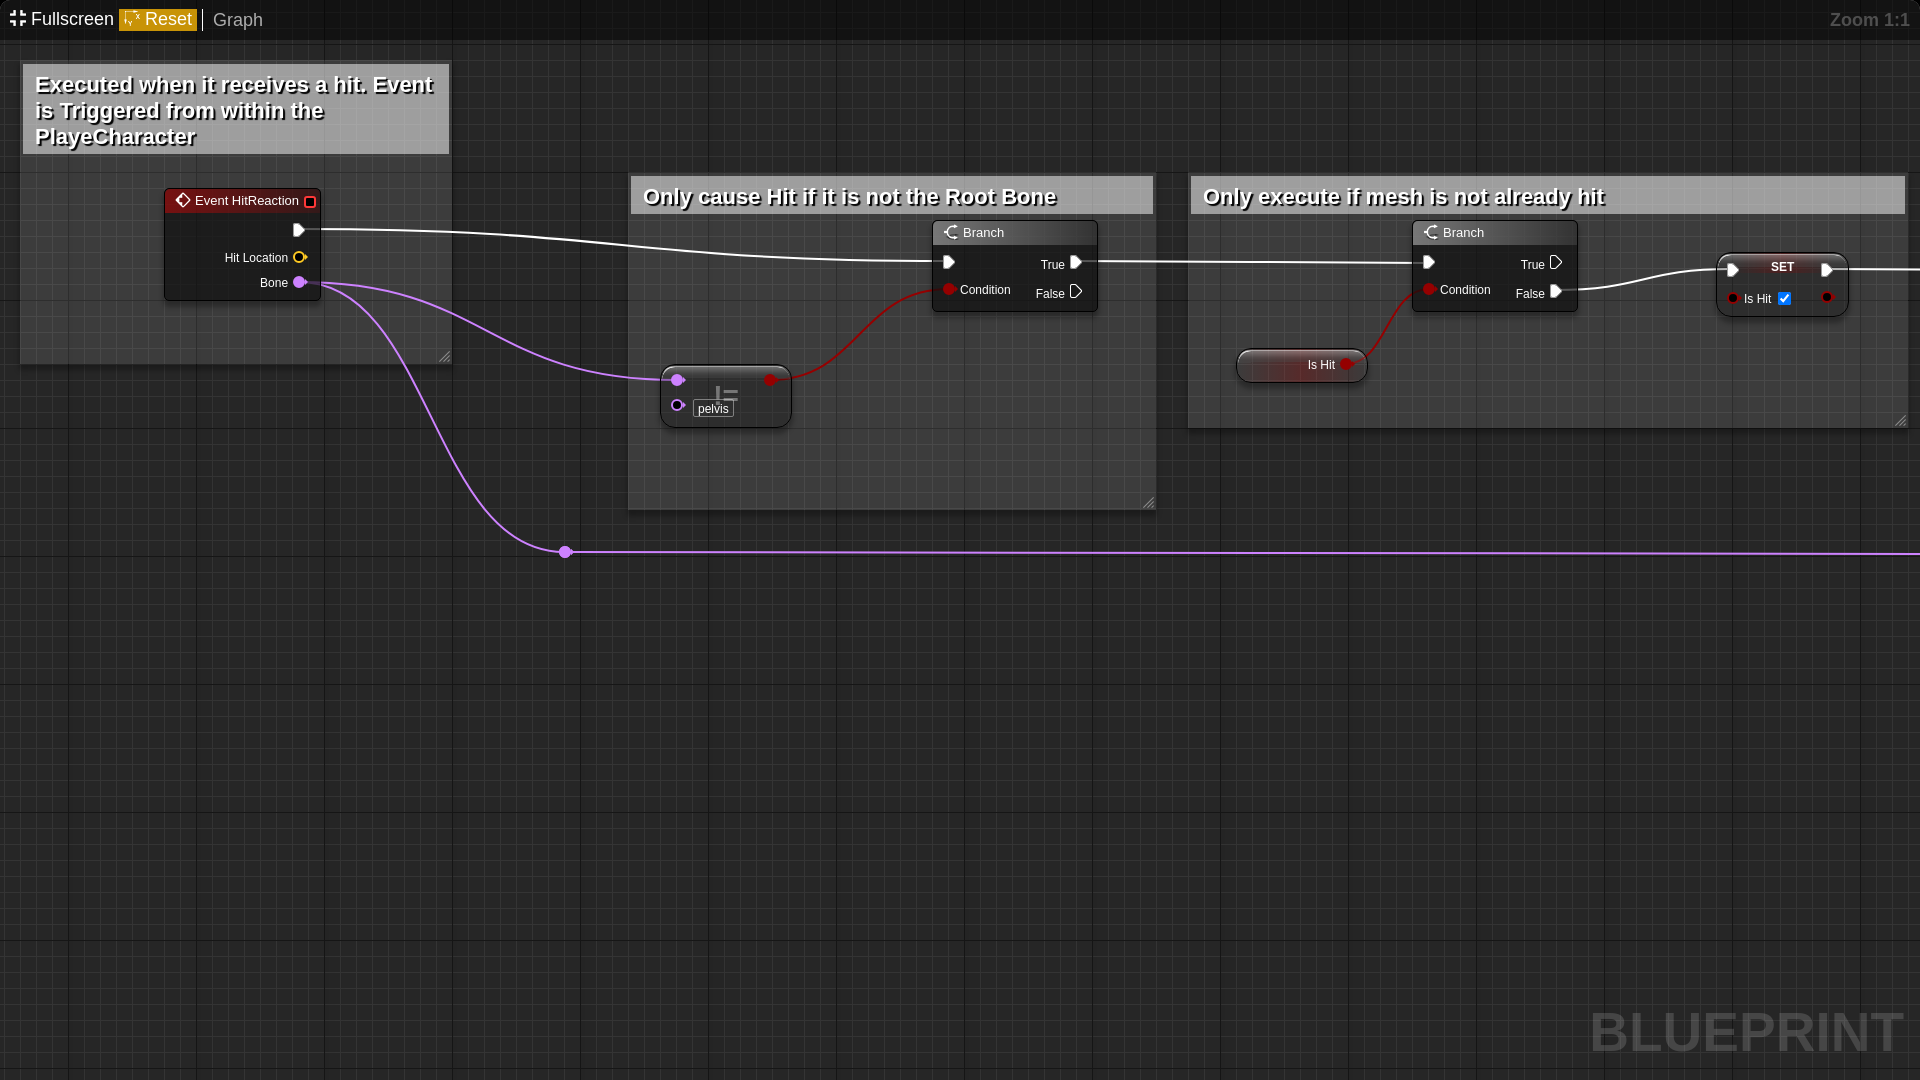 Fullscreen Reset Graph Zoom 1:1
Executed when it receives a hit. Event
is Triggered from within the
PlayeCharacter
Event HitReaction
Hit Location
Bone
Only cause Hit if it is not the Root Bone
Branch
True
Condition
False
!=
pelvis
Only execute if mesh is not already hit
Branch
True
Condition
False
Is Hit
SET
Is Hit
BLUEPRINT